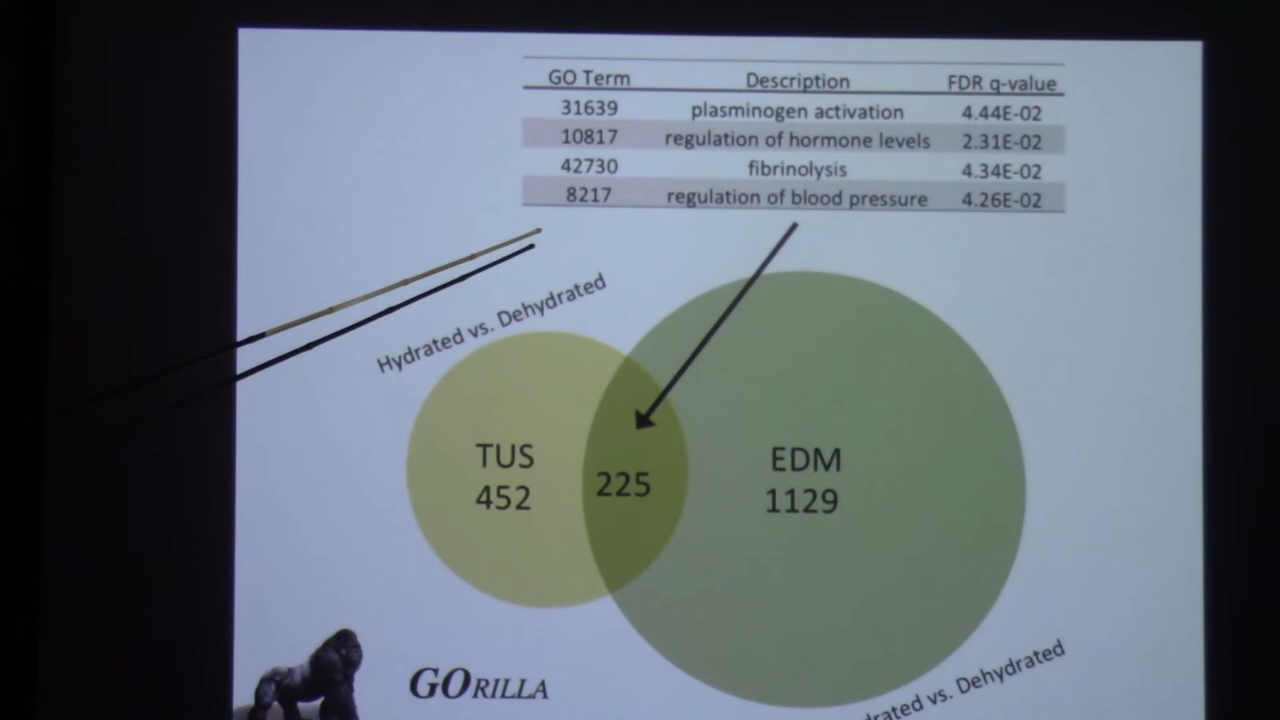 GO Term Description FDR q-value
31639 plasminogen activation 4.44E-02
10817 regulation of hormone levels 2.31E-02
42730 fibrinolysis 4.34E-02
8217 regulation of blood pressure 4.26E-02
Hydrated vs. Dehydrated
TUS
452
225
EDM
1129
GORILLA
vs. Dehydrated